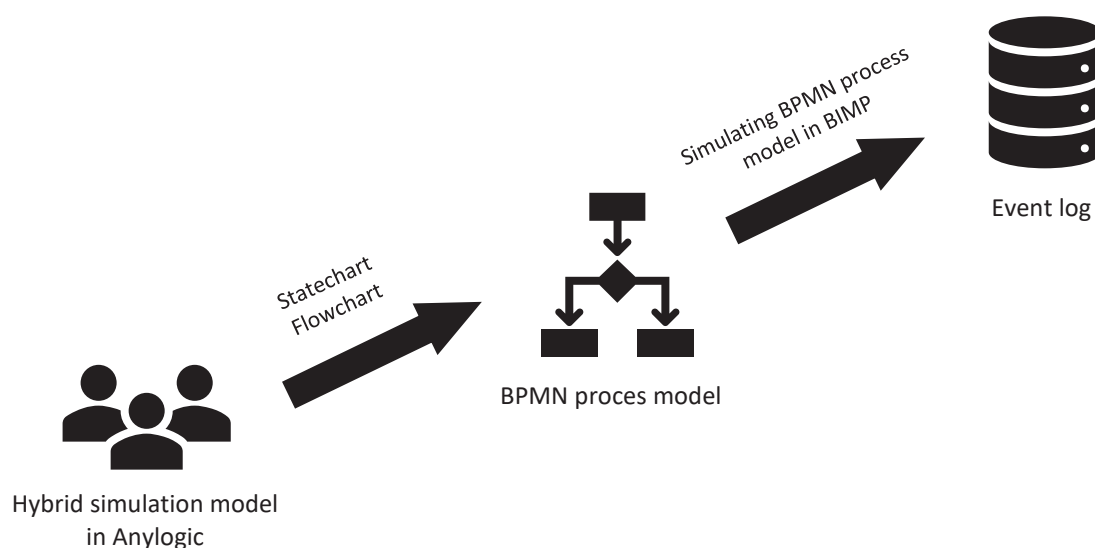 Simulating BPMN process
model in BIMP
Event log
Statechart
Flowchart
BPMN proces model
Hybrid simulation model
in Anylogic